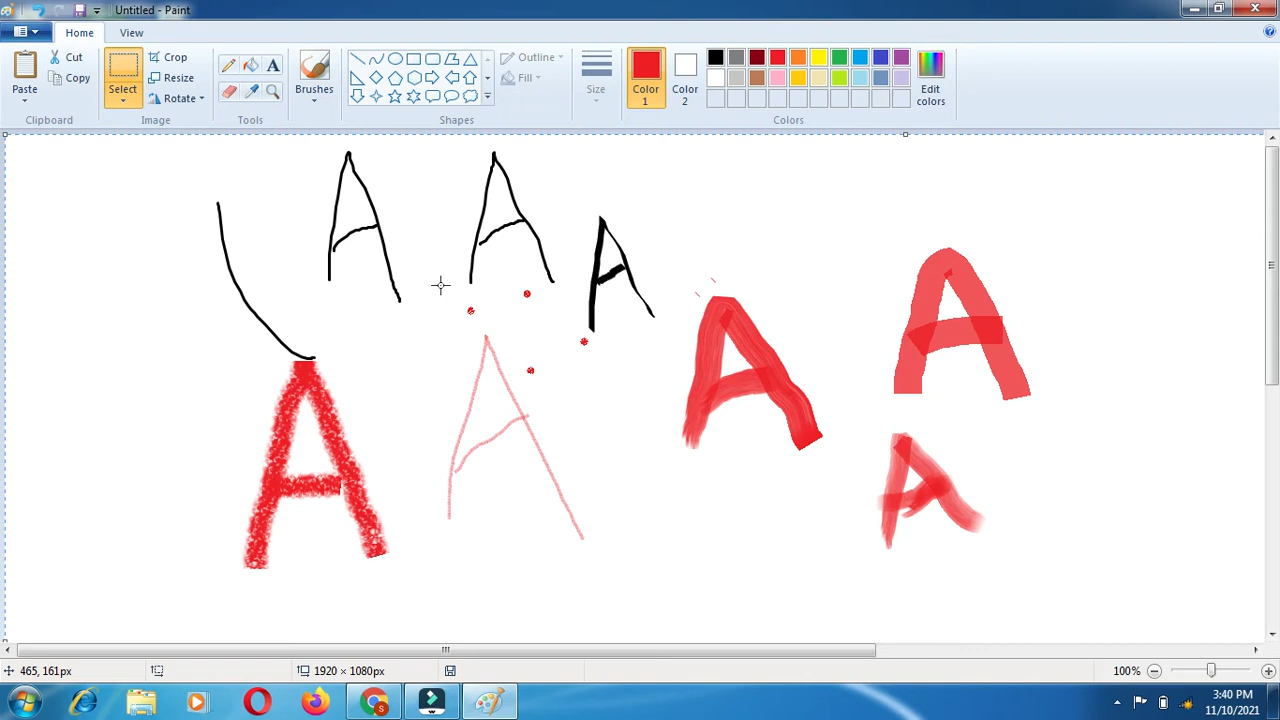 Untitled - Paint
Home View
Paste
Cut
Copy
Clipboard
Select
Crop
Resize
Rotate
Image
A
Tools
Brushes
Outline
Fill
Shapes
Size
Color 1
Color 2
Edit colors
Colors
A A A
A A
A A A
465, 161px
1920 × 1080px
100%
S
3:40 PM
11/10/2021